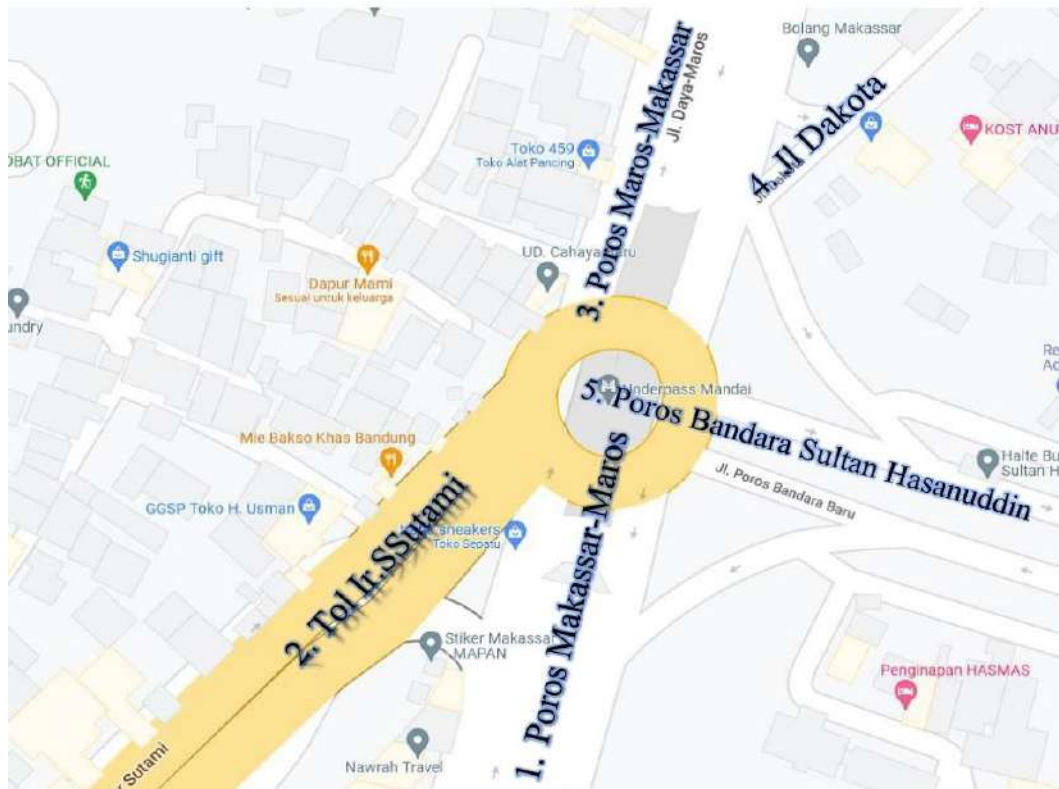 Bolang Makassar
3. Poros Maros-Makassar
Jl. Daya-Maros
4. Jl Dakota
KOST ANU
Toko 459
Toko Alat Pancing
OBAT OFFICIAL
Shugianti gift
UD. Cahaya
Dapur Mami
Sesuai untuk keluarga
undry
Underpass Mandai
5. Poros Bandara Sultan Hasanuddin
Mie Bakso Khas Bandung
Halte Bu
Sultan H
Jl. Poros Bandara Baru
GGSP Toko H. Usman
sneakers
Toko Sepatu
2. Tol Ir.SSutami
1. Poros Makassar-Maros
Stiker Makassar
-MAPAN
Penginapan HASMAS
Nawrah Travel
Sutami